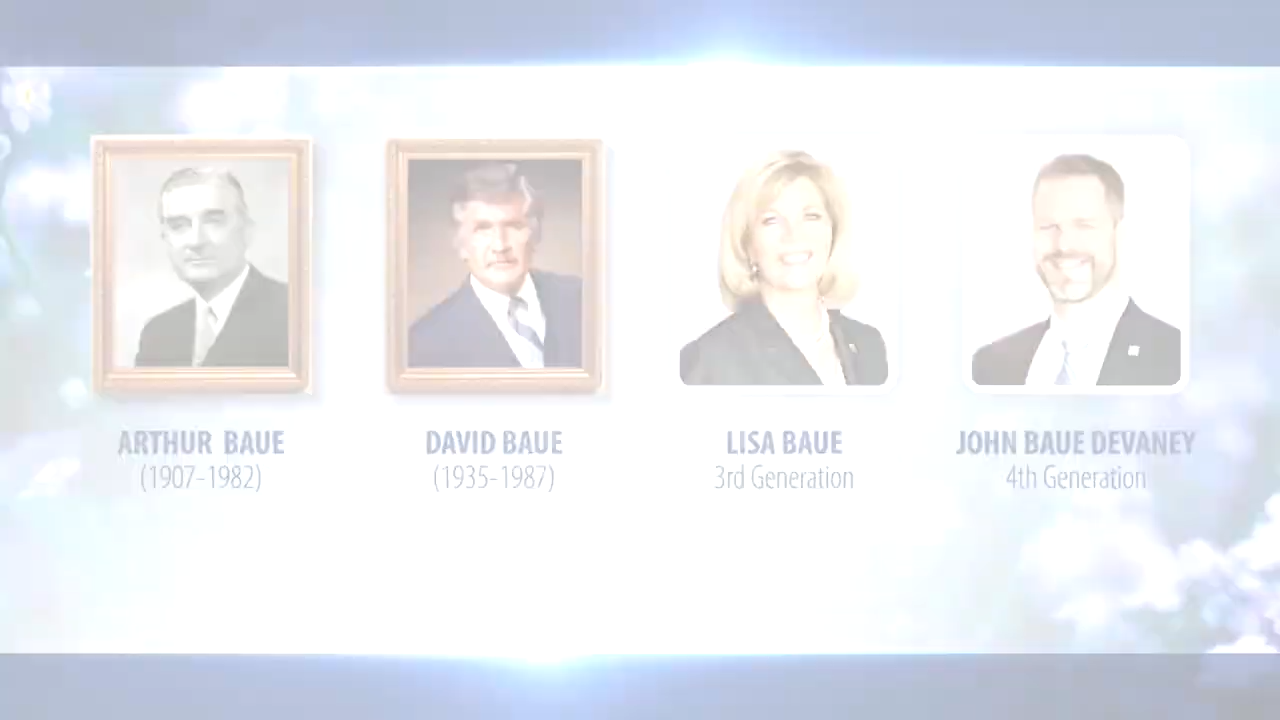 ARTHUR BAUE
(1907-1982)
DAVID BAUE
(1935-1987)
LISA BAUE
3rd Generation
JOHN BAUE DEVANEY
4th Generation